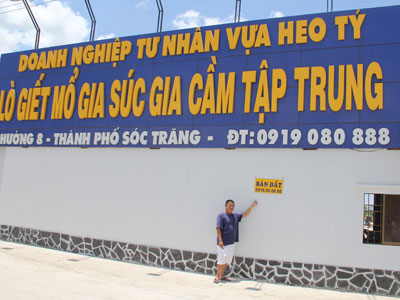 DOANH NGHIỆP TƯ NHÂN VỰA HEO TÝ
LÒ GIẾT MỔ GIA SÚC GIA CẦM TẬP TRUNG
HƯỜNG 8 - THÀNH PHỐ SÓC TRĂNG - ĐT: 0919 080 888
BÁN ĐẤT